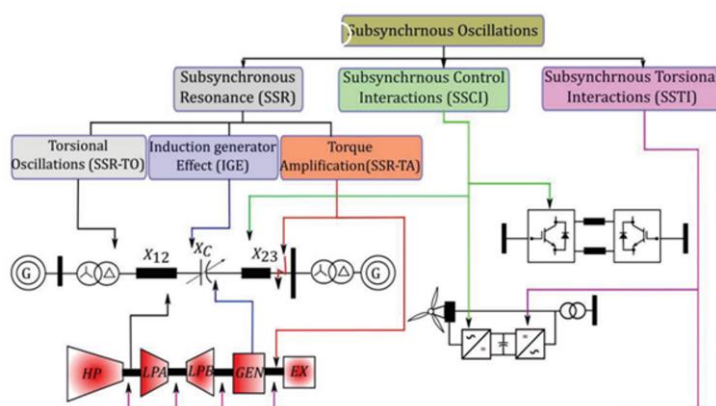 Subsynchrnous Oscillations
Subsynchronous
Resonance (SSR)
Subsynchrnous Control
Interactions (SSCI)
Subsynchrnous Torsional
Interactions (SSTI)
Torsional
Oscillations (SSR-TO)
Induction generator
Effect (IGE)
Torque
Amplification(SSR-TA)
X12
XC
X23
G
G
HP
LPA
LPB
GEN
EX